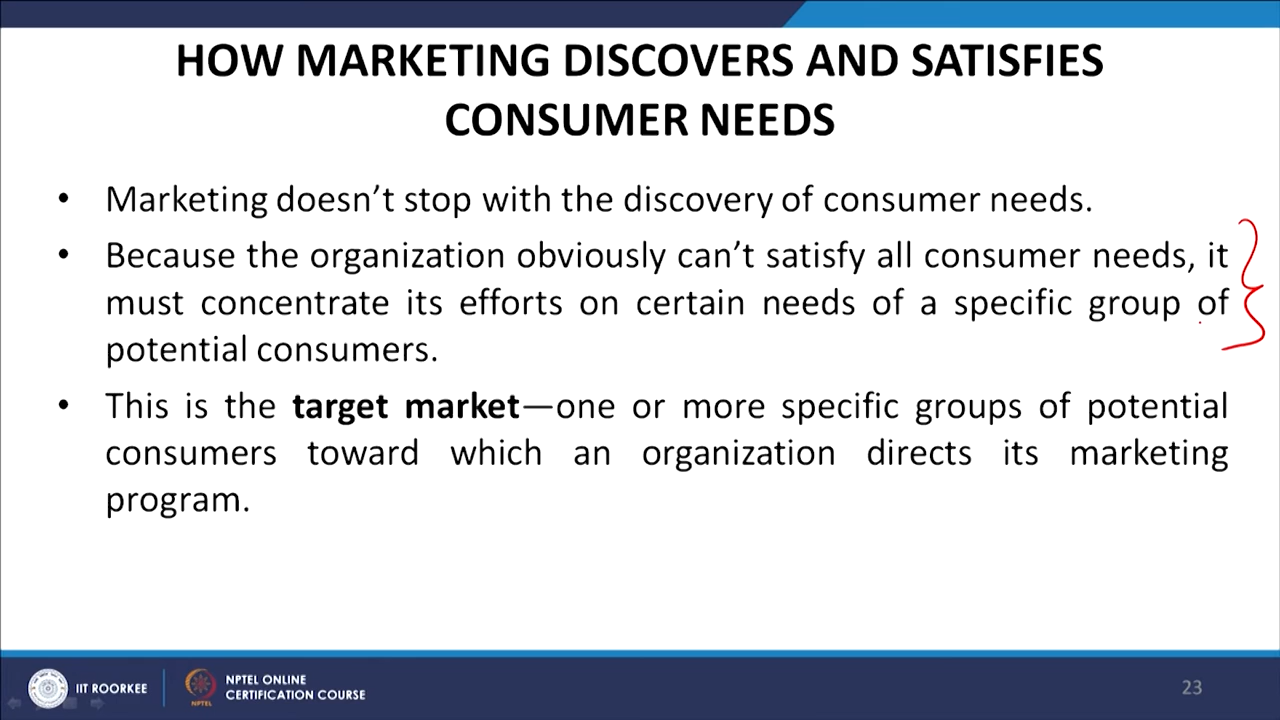 HOW MARKETING DISCOVERS AND SATISFIES
CONSUMER NEEDS
• Marketing doesn’t stop with the discovery of consumer needs.
• Because the organization obviously can’t satisfy all consumer needs, it
must concentrate its efforts on certain needs of a specific group of
potential consumers.
• This is the target market—one or more specific groups of potential
consumers toward which an organization directs its marketing
program.
IIT ROORKEE
NPTEL
NPTEL ONLINE
CERTIFICATION COURSE
23